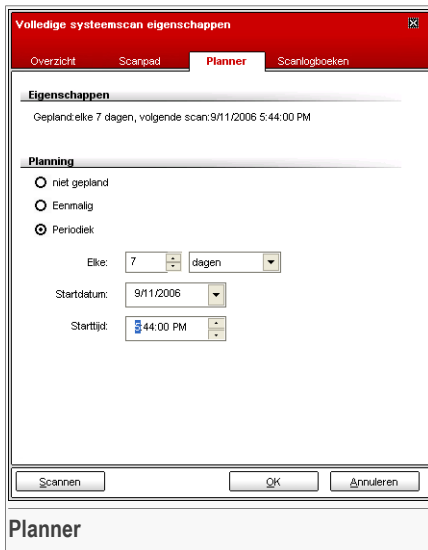 Volledige systeemscan eigenschappen
Overzicht Scanpad Planner Scanlogboeken
Eigenschappen
Gepland:elke 7 dagen, volgende scan:9/11/2006 5:44:00 PM
Planning
niet gepland
Eenmalig
Periodiek
Elke: 7 dagen
Startdatum: 9/11/2006
Starttijd: 5:44:00 PM
Scannen OK Annuleren
Planner